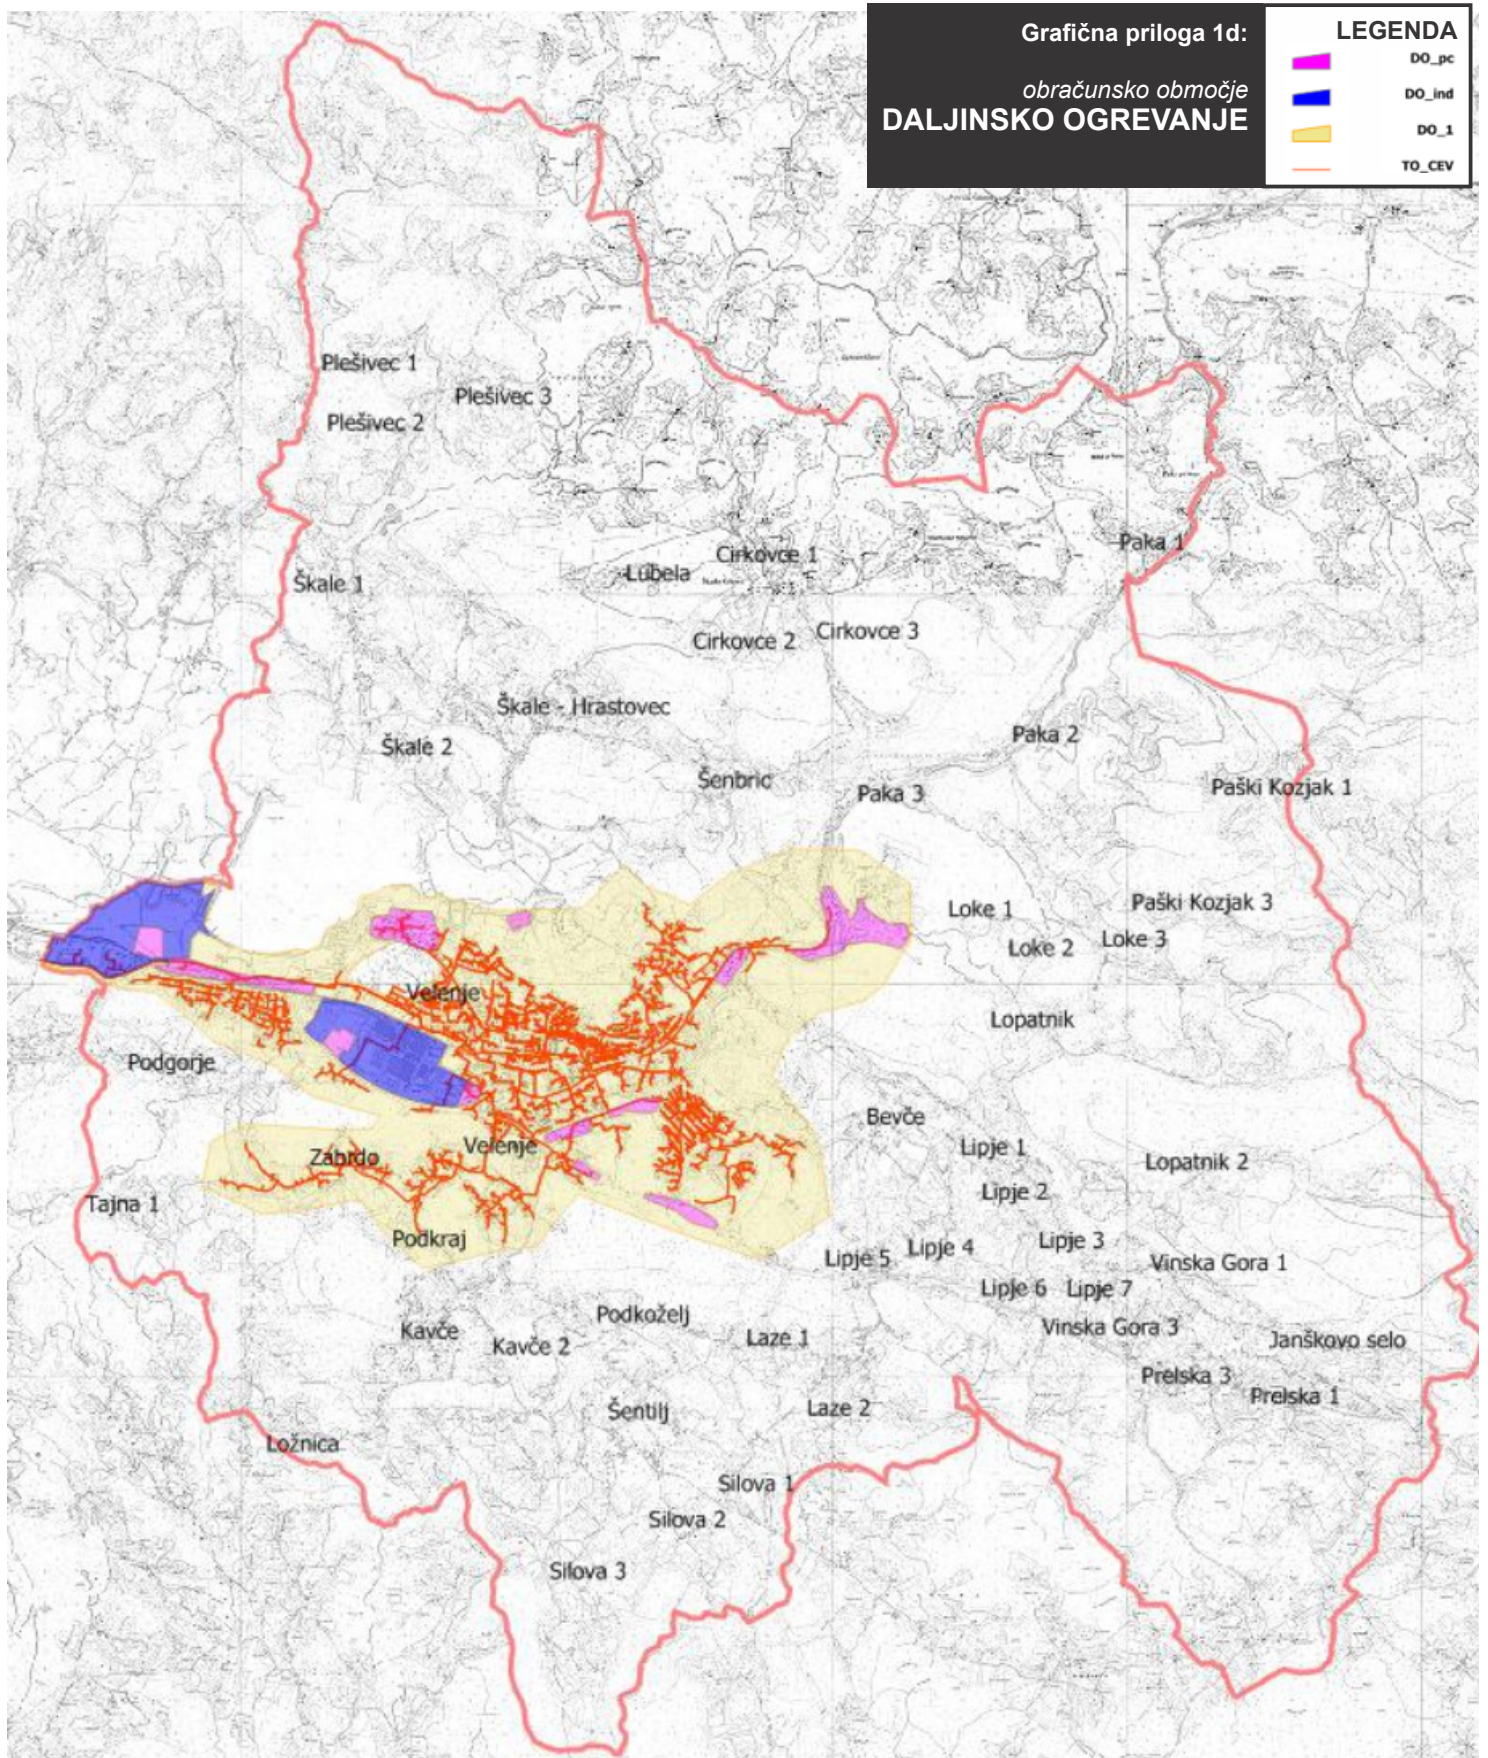 Grafična priloga 1d:
obračunsko območje
DALJINSKO OGREVANJE
LEGENDA
DO_pc
DO_ind
DO_1
TO_CEV
Plešivec 1
Plešivec 3
Plešivec 2
Paka 1
Cirkovce 1
Lubela
Škale 1
Cirkovce 3
Cirkovce 2
Škale - Hrastovec
Paka 2
Škale 2
Šenbric
Paški Kozjak 1
Paka 3
Paški Kozjak 3
Loke 1
Loke 3
Loke 2
Velenje
Lopatnik
Podgorje
Bevče
Velenje
Lipje 1
Zabrdo
Lopatnik 2
Lipje 2
Tajna 1
Podkraj
Lipje 3
Lipje 4
Lipje 5
Vinska Gora 1
Lipje 6
Lipje 7
Podkoželj
Vinska Gora 3
Kavče
Laze 1
Janškovo selo
Kavče 2
Prelska 3
Prelska 1
Laze 2
Šentilj
Ložnica
Silova 1
Silova 2
Silova 3